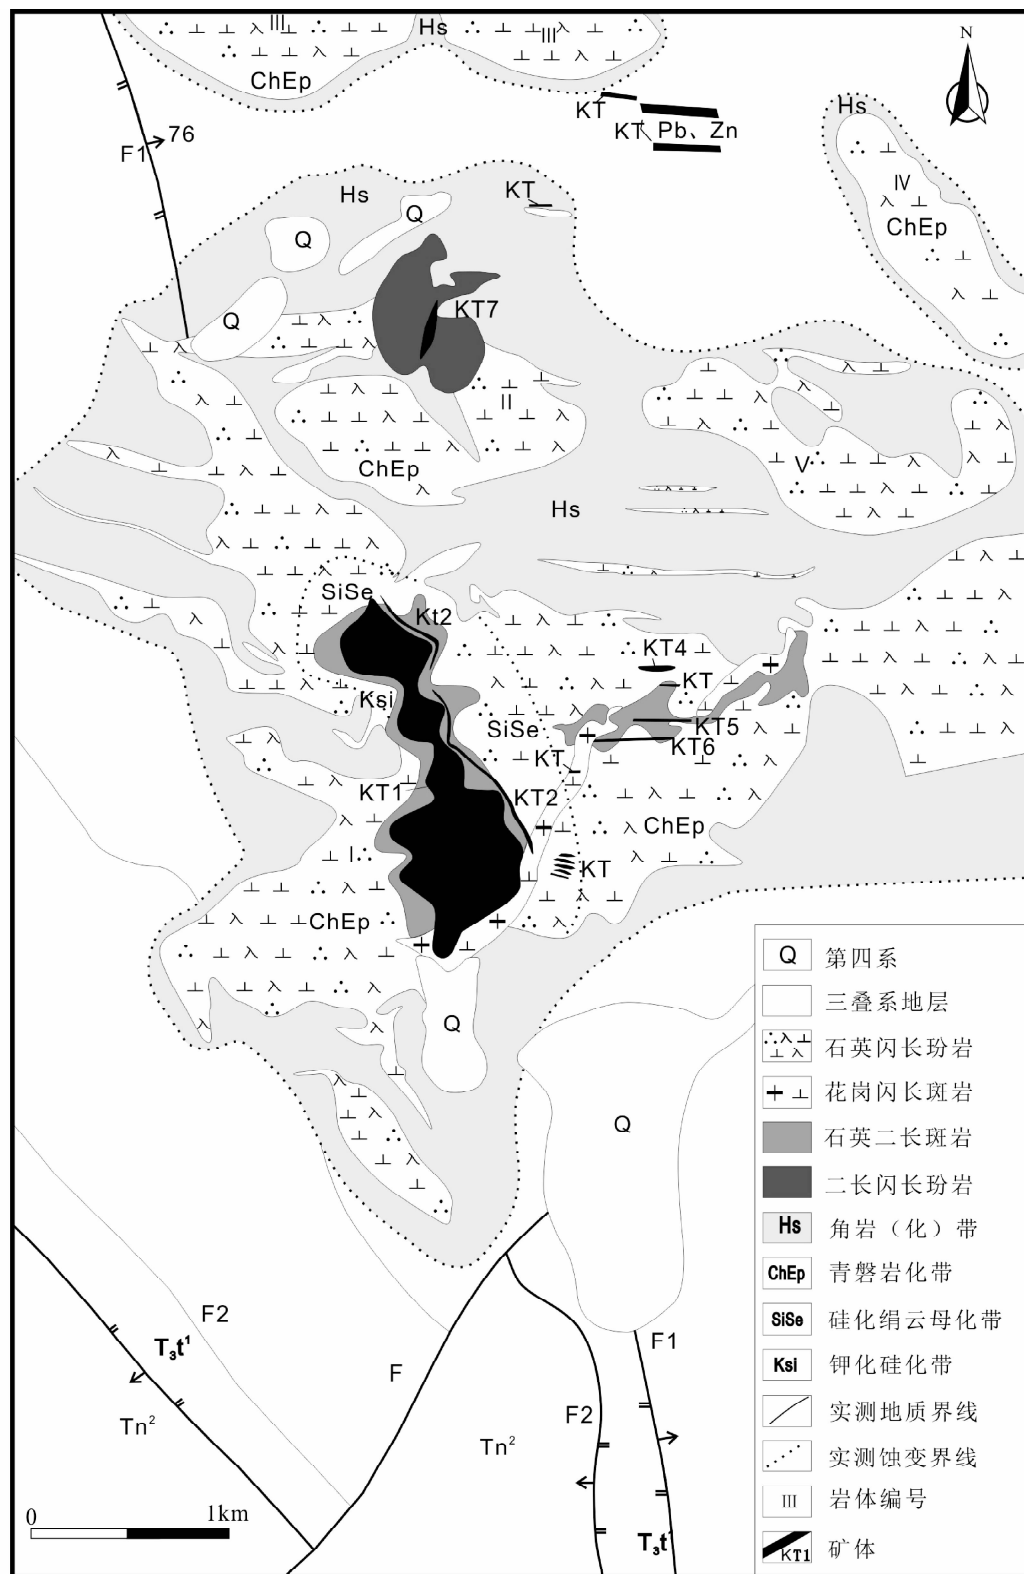 III
Hs
III
N
ChEp
KT
KT
Pb、Zn
Hs
76
F1
IV
Hs
KT
ChEp
Q
Q
Q
KT7
II
ChEp
V
Hs
SiSe
Kt2
KT4
KT
Ksi
SiSe
KT5
KT6
KT
KT1
KT2
ChEp
I
KT
ChEp
Q
Q
F2
T₃t¹
F1
F
Tn²
F2
Tn²
T₃t¹
0 1km
Q 第四系
三叠系地层
石英闪长玢岩
花岗闪长斑岩
石英二长斑岩
二长闪长玢岩
Hs 角岩（化）带
ChEp 青磐岩化带
SiSe 硅化绢云母化带
Ksi 钾化硅化带
实测地质界线
实测蚀变界线
III 岩体编号
KT1 矿体